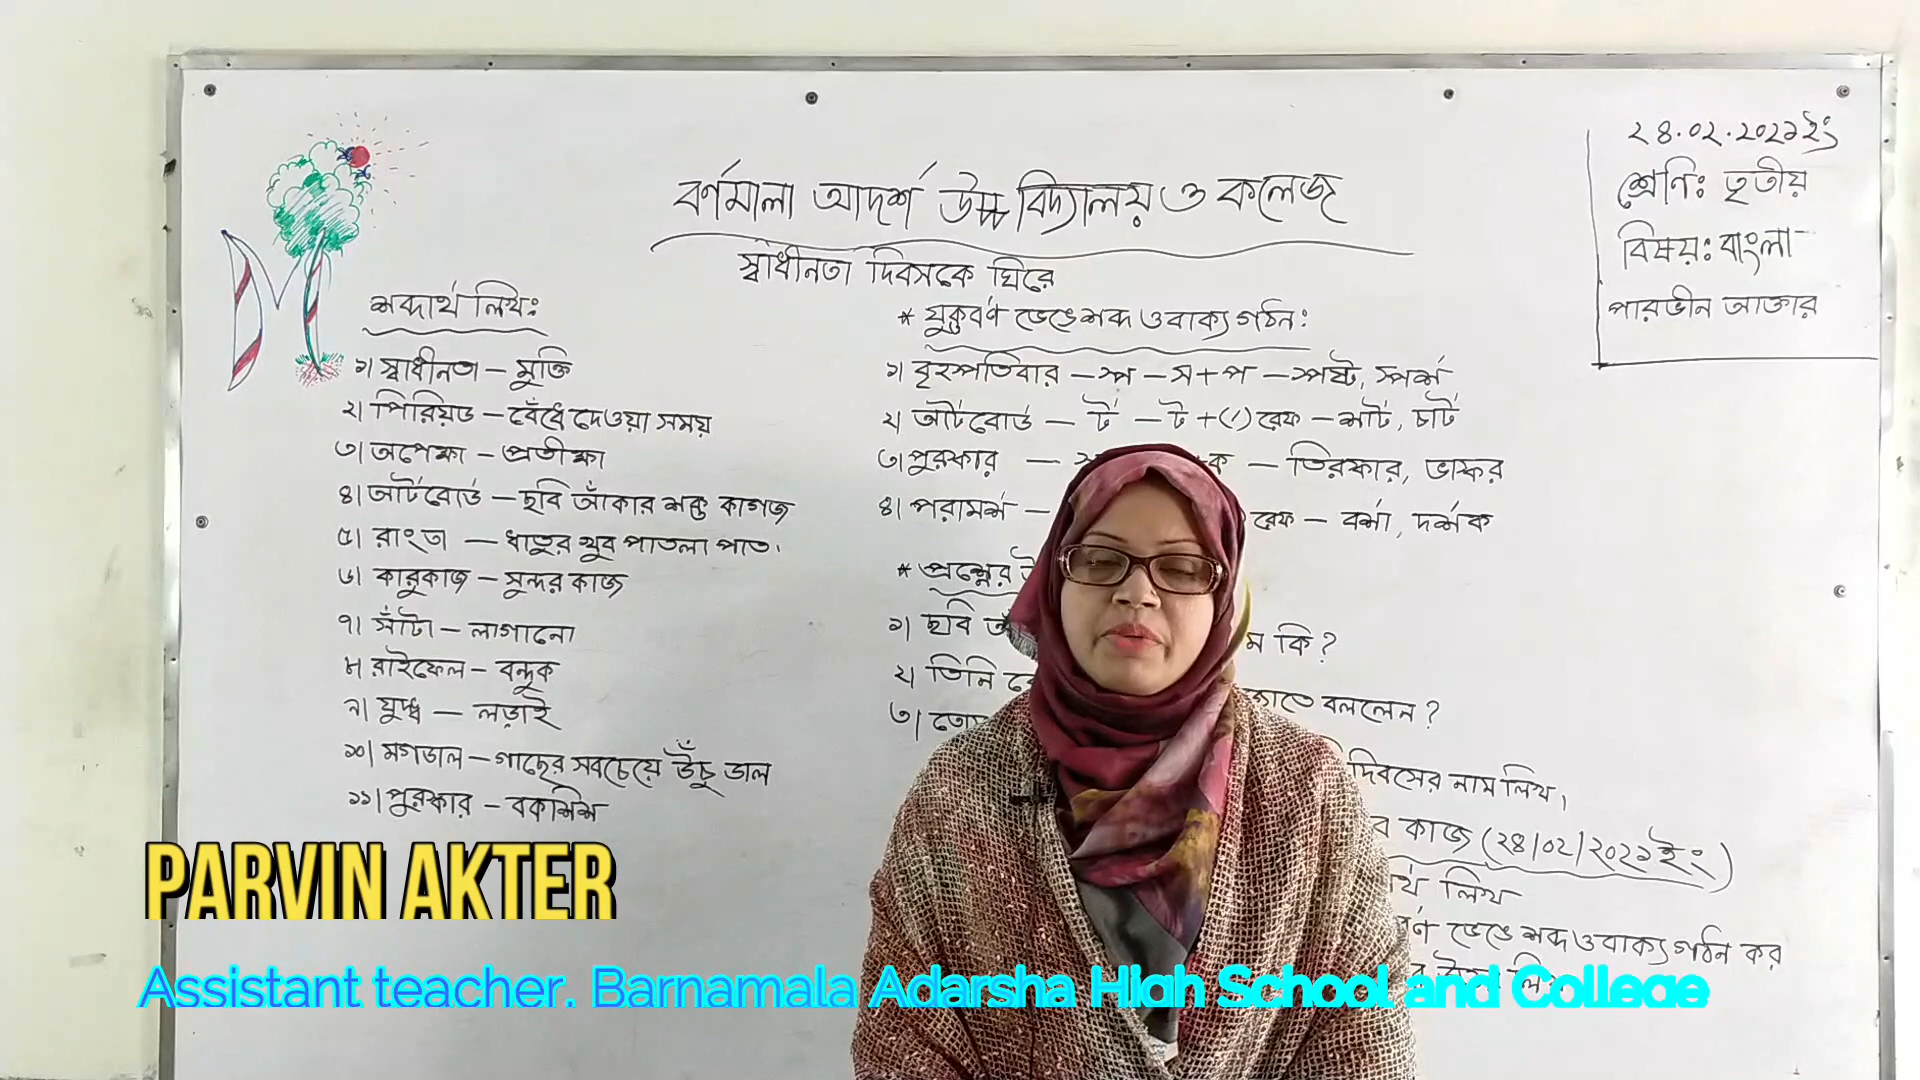 বর্ণমালা আদর্শ উচ্চ বিদ্যালয় ও কলেজ
স্বাধীনতা দিবসকে ঘিরে
২৪.০২.২০২১ইং
শ্রেণিঃ তৃতীয়
বিষয়ঃ বাংলা
পারভীন আক্তার
শব্দার্থ লিখঃ
১। স্বাধীনতা – মুক্তি
২। পিরিয়ড – বেঁধে দেওয়া সময়
৩। অপেক্ষা – প্রতীক্ষা
৪। আর্টবোর্ড – ছবি আঁকার শক্ত কাগজ
৫। রাংতা – ধাতুর খুব পাতলা পাত।
৬। কারুকাজ – সুন্দর কাজ
৭। সাঁটা – লাগানো
৮। রাইফেল – বন্দুক
৯। যুদ্ধ – লড়াই
১০। মগডাল – গাছের সবচেয়ে উঁচু ডাল
১১। পুরস্কার – বকশিশ
* যুক্তবর্ণ ভেঙে শব্দ ও বাক্য গঠন:
১। বৃহস্পতিবার – স্প – স + প – স্পষ্ট, স্পর্শ
২। আর্টবোর্ড – র্ট – ট + (র্) রেফ – শার্ট, চার্ট
৩। পুরস্কার – ক – তিরস্কার, ভাস্কর
৪। পরামর্শ – রেফ – বর্শা, দর্শক
* প্রশ্নের
১। ছবি কি?
২। তিনি বললেন?
৩।
দিবসের নাম লিখ।
কাজ (২৪/০২/২০২১ইং)
লিখ
ভেঙে শব্দ ও বাক্য গঠন কর
PARVIN AKTER
Assistant teacher. Barnamala Adarsha High School and College